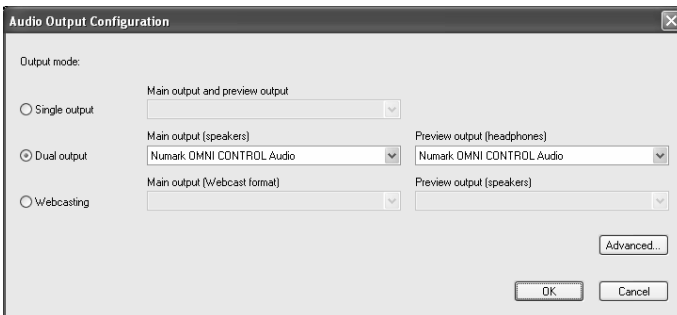 Audio Output Configuration
Output mode:
Main output and preview output
Single output
Main output (speakers)
Preview output (headphones)
Dual output
Numark OMNI CONTROL Audio
Numark OMNI CONTROL Audio
Main output (Webcast format)
Preview output (speakers)
Webcasting
Advanced...
OK
Cancel